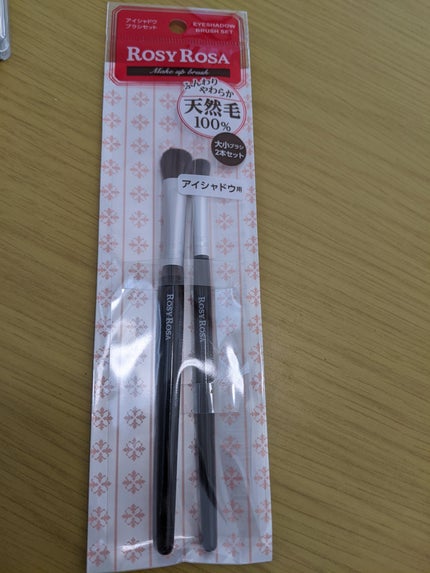 アイシャドウ
ブラシセット
EYESHADOW
BRUSH SET
ROSY ROSA
Make up brush
ふんわり
やわらか
天然毛
100%
大小ブラシ
2本セット
アイシャドウ用
ROSY ROSA
ROSY ROSA